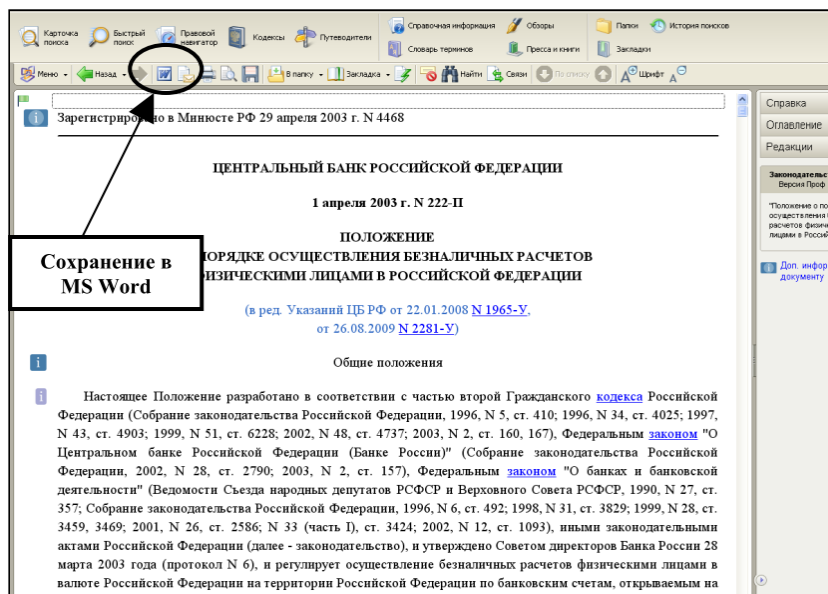 Карточка поиска
Быстрый поиск
Правовой навигатор
Кодексы
Путеводители
Справочная информация
Словарь терминов
Обзоры
Пресса и книги
Папки
Закладки
История поисков
Меню
Назад
В папку
Закладка
Найти
Связи
По списку
Шрифт
Зарегистрировано в Минюсте РФ 29 апреля 2003 г. N 4468
ЦЕНТРАЛЬНЫЙ БАНК РОССИЙСКОЙ ФЕДЕРАЦИИ
1 апреля 2003 г. N 222-П
ПОЛОЖЕНИЕ
ПОРЯДКЕ ОСУЩЕСТВЛЕНИЯ БЕЗНАЛИЧНЫХ РАСЧЕТОВ
ФИЗИЧЕСКИМИ ЛИЦАМИ В РОССИЙСКОЙ ФЕДЕРАЦИИ
Сохранение в
MS Word
(в ред. Указаний ЦБ РФ от 22.01.2008 N 1965-У,
от 26.08.2009 N 2281-У)
Общие положения
Настоящее Положение разработано в соответствии с частью второй Гражданского кодекса Российской
Федерации (Собрание законодательства Российской Федерации, 1996, N 5, ст. 410; 1996, N 34, ст. 4025; 1997,
N 43, ст. 4903; 1999, N 51, ст. 6228; 2002, N 48, ст. 4737; 2003, N 2, ст. 160, 167), Федеральным законом "О
Центральном банке Российской Федерации (Банке России)" (Собрание законодательства Российской
Федерации, 2002, N 28, ст. 2790; 2003, N 2, ст. 157), Федеральным законом "О банках и банковской
деятельности" (Ведомости Съезда народных депутатов РСФСР и Верховного Совета РСФСР, 1990, N 27, ст.
357; Собрание законодательства Российской Федерации, 1996, N 6, ст. 492; 1998, N 31, ст. 3829; 1999, N 28, ст.
3459, 3469; 2001, N 26, ст. 2586; N 33 (часть I), ст. 3424; 2002, N 12, ст. 1093), иными законодательными
актами Российской Федерации (далее - законодательство), и утверждено Советом директоров Банка России 28
марта 2003 года (протокол N 6), и регулирует осуществление безналичных расчетов физическими лицами в
валюте Российской Федерации на территории Российской Федерации по банковским счетам, открываемым на
Справка
Оглавление
Редакции
Законодательс
Версия Проф
"Положение о по
осуществления
расчетов физиче
лицами в Россий
Доп. инфор
документу